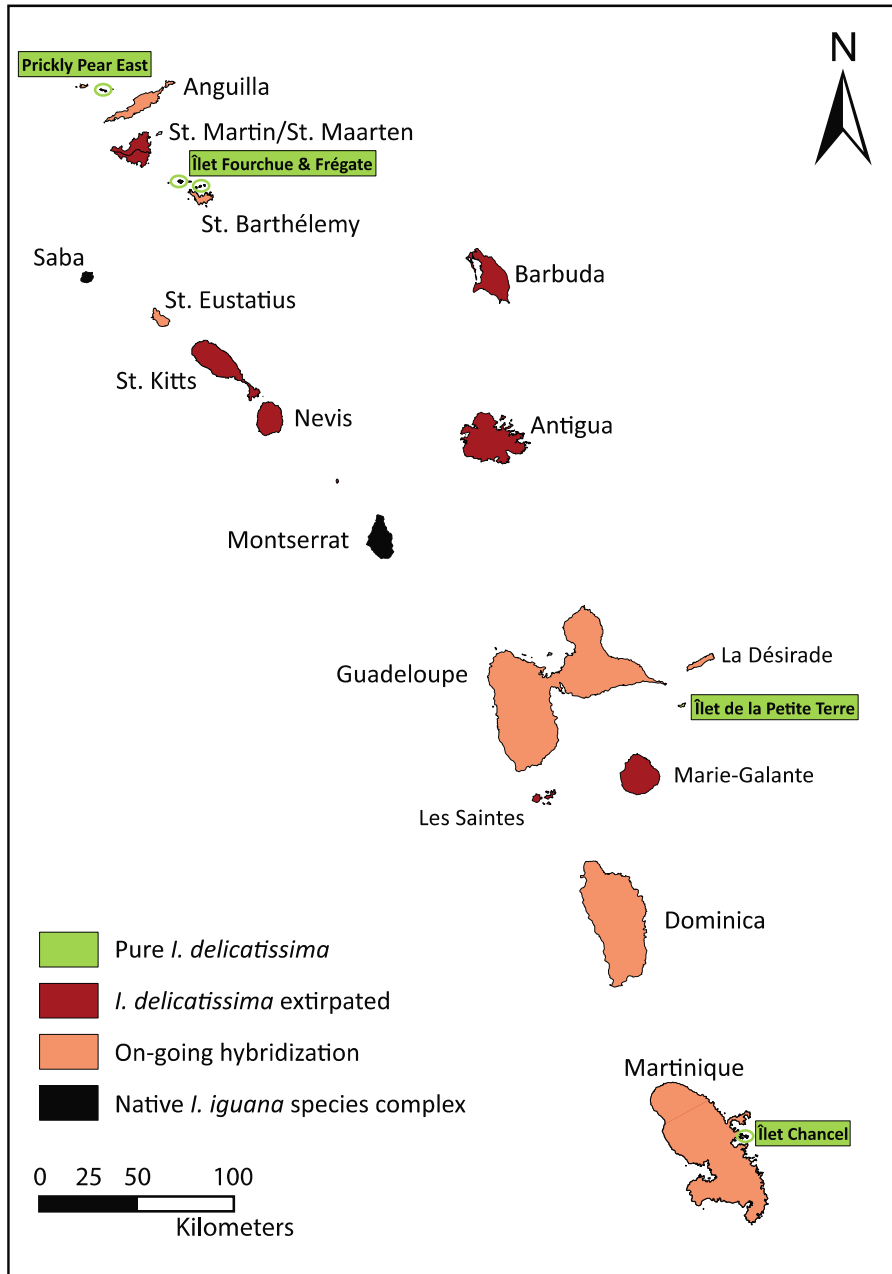 Prickly Pear East
Anguilla
N
St. Martin/St. Maarten
Îlet Fourchue & Frégate
St. Barthélemy
Saba
Barbuda
St. Eustatius
St. Kitts
Nevis
Antigua
Montserrat
Guadeloupe
La Désirade
Îlet de la Petite Terre
Marie-Galante
Les Saintes
Dominica
Pure I. delicatissima
I. delicatissima extirpated
On-going hybridization
Native I. iguana species complex
Martinique
Îlet Chancel
0 25 50 100
Kilometers